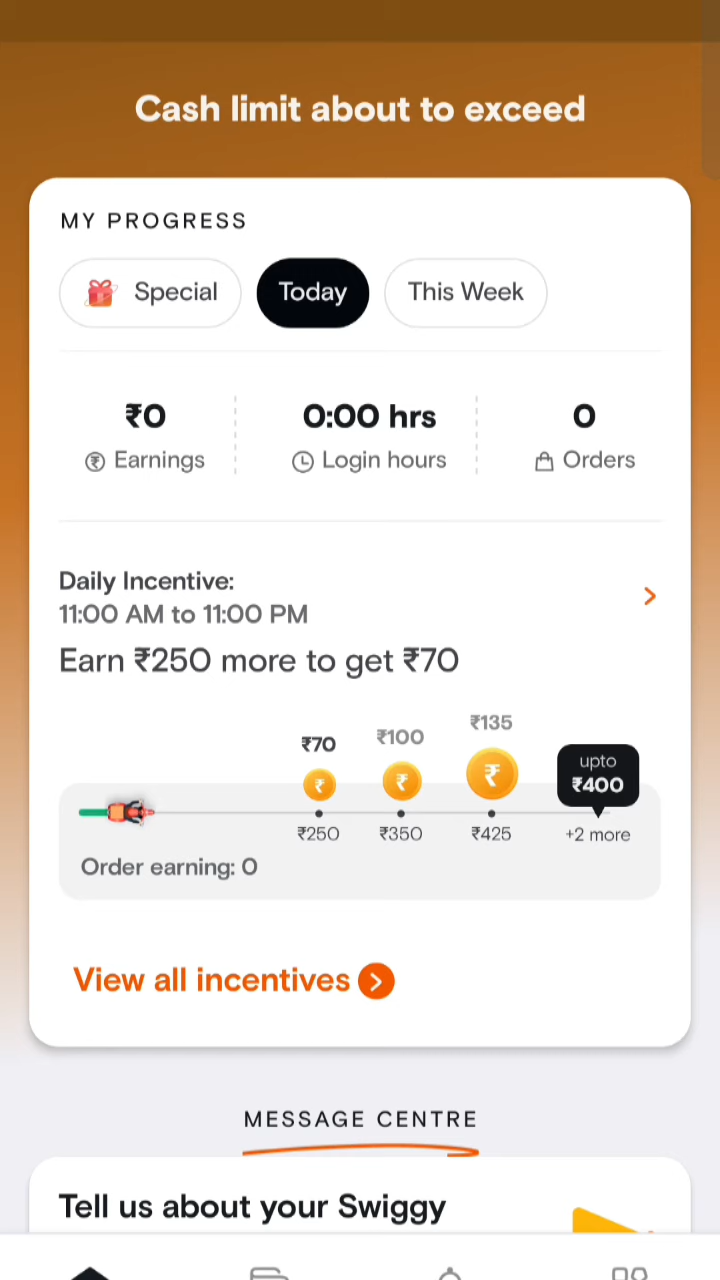 Cash limit about to exceed
MY PROGRESS
Special
Today
This Week
₹0
0:00 hrs
0
Earnings
Login hours
Orders
Daily Incentive:
11:00 AM to 11:00 PM
Earn ₹250 more to get ₹70
₹70
₹100
₹135
upto
₹400
₹250
₹350
₹425
+2 more
Order earning: 0
View all incentives
MESSAGE CENTRE
Tell us about your Swiggy